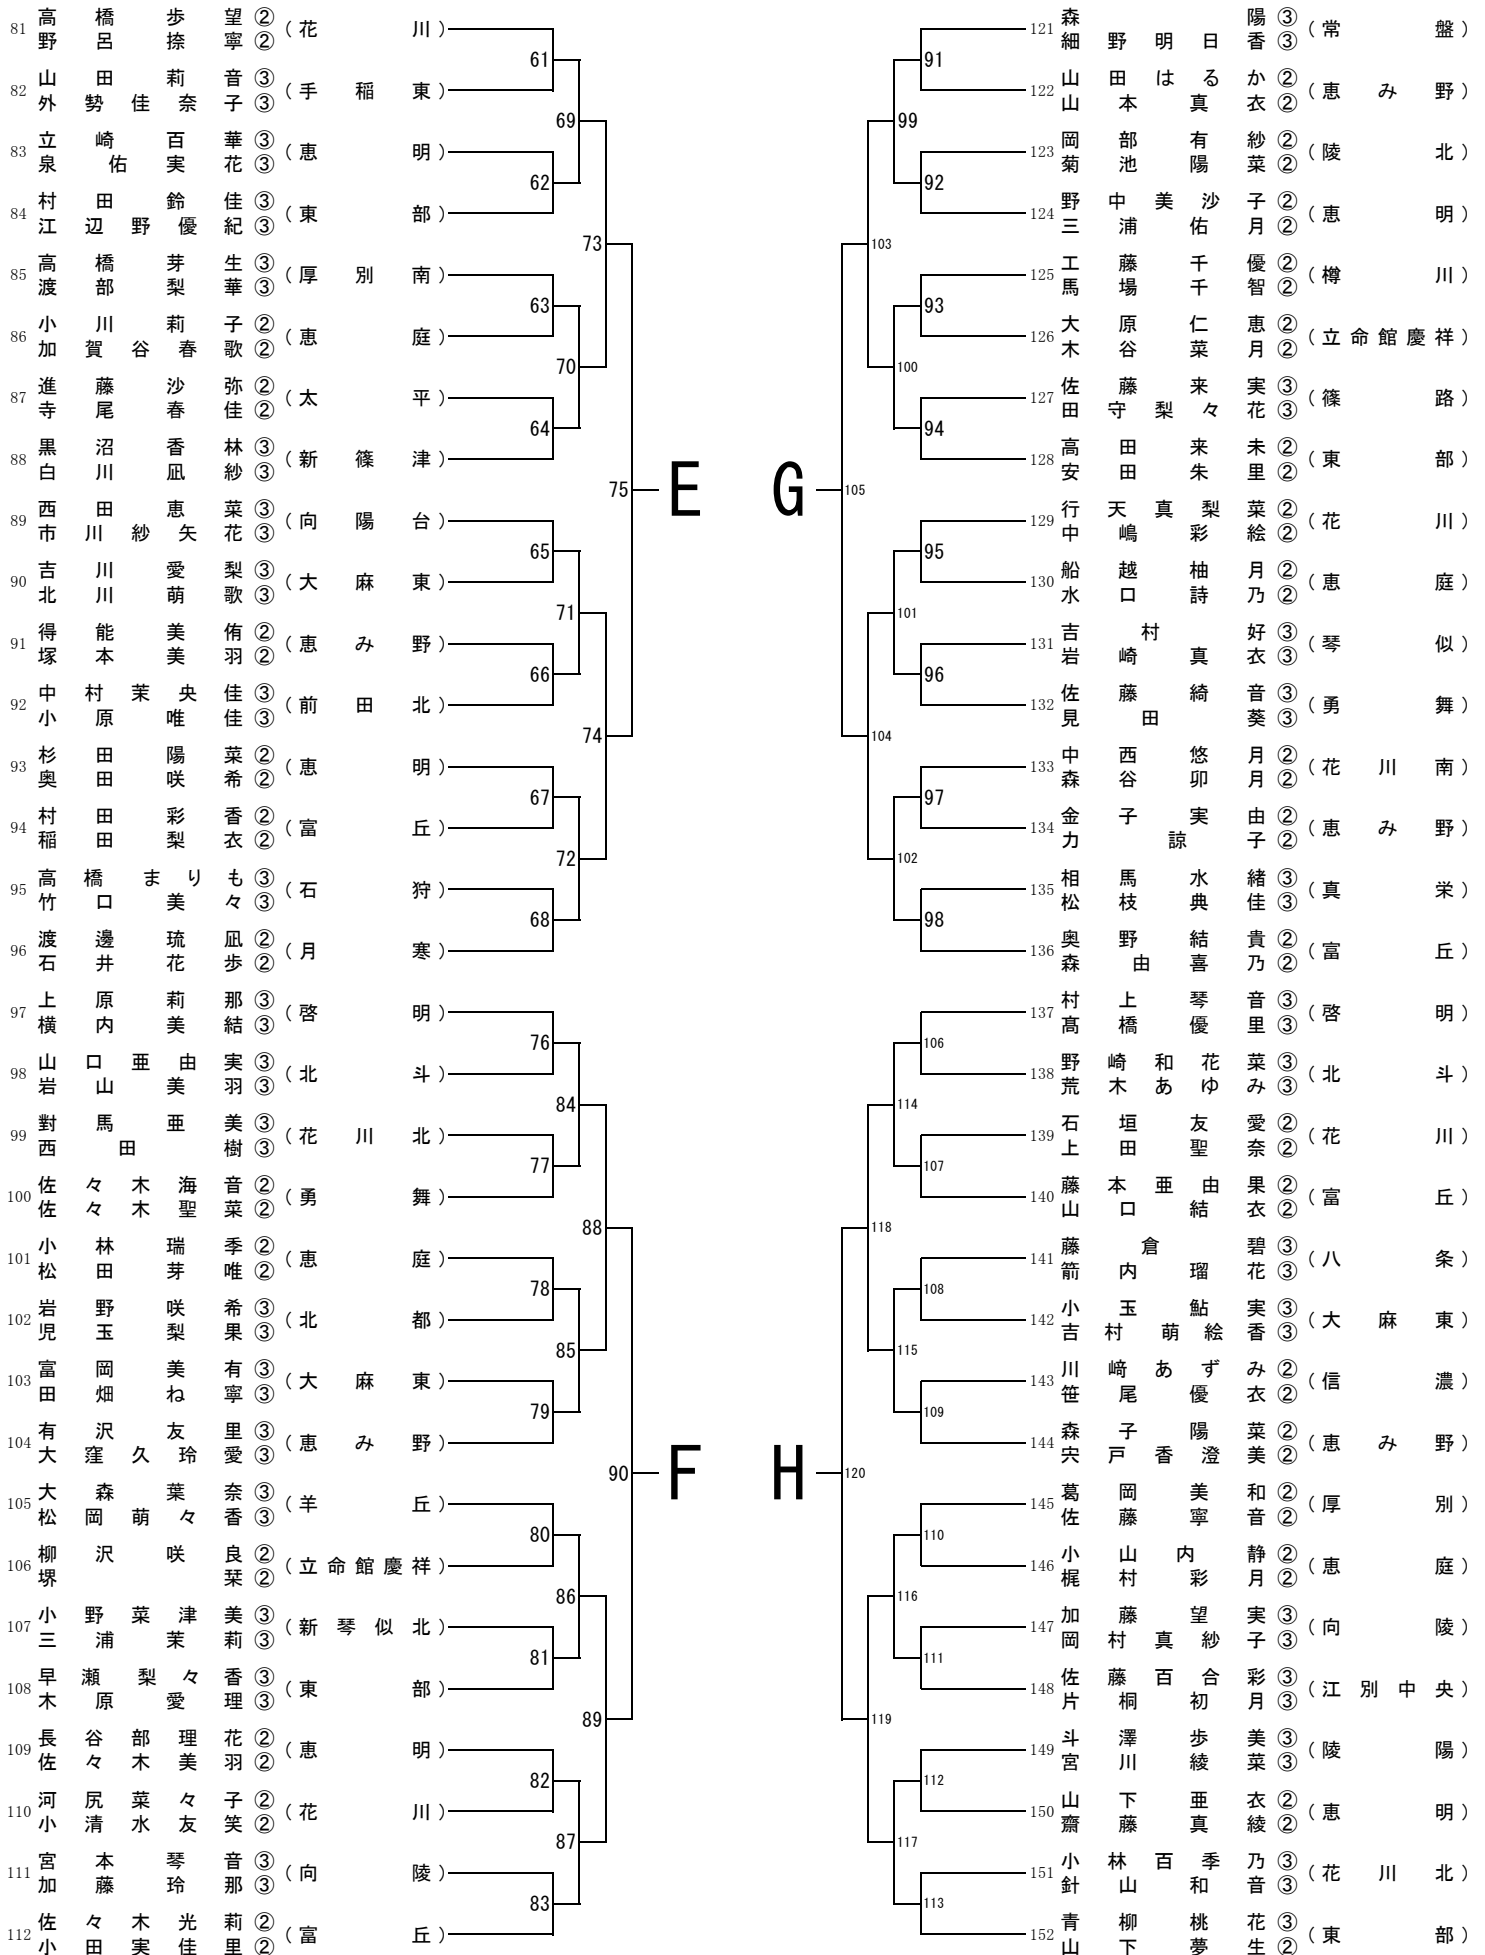 81 高橋歩望② 野呂捺寧② (花川)
82 山田莉音③ 外勢佳奈子③ (手稲東)
83 立崎百華③ 泉佑実花③ (恵明)
84 村田鈴佳③ 江辺野優紀③ (東部)
85 高橋芽生③ 渡部梨華③ (厚別南)
86 小川莉子② 加賀谷春歌② (恵庭)
87 進藤沙弥② 寺尾春佳② (太平)
88 黒沼香林③ 白川凪紗③ (新篠津)
89 西田恵菜③ 市川紗矢花③ (向陽台)
90 吉川愛梨③ 北川萌歌③ (大麻東)
91 得能美侑② 塚本美羽② (恵み野)
92 中村茉央佳③ 小原唯佳③ (前田北)
93 杉田陽菜② 奥田咲希② (恵明)
94 村田彩香② 稲田梨衣② (富丘)
95 高橋まりも③ 竹口美々③ (石狩)
96 渡邊琉凪② 石井花歩② (月寒)
61
62
63
64
65
66
67
68
69
70
71
72
73
74
75
E
97 上原莉那③ 横内美結③ (啓明)
98 山口亜由実③ 岩山美羽③ (北斗)
99 對馬亜美③ 西田樹③ (花川北)
100 佐々木海音② 佐々木聖菜② (勇舞)
101 小林瑞季② 松田芽唯② (恵庭)
102 岩野咲希③ 児玉梨果③ (北都)
103 富岡美有③ 田畑ね寧③ (大麻東)
104 有沢友里③ 大窪久玲愛③ (恵み野)
105 大森葉奈③ 松岡萌々香③ (羊丘)
106 柳沢咲良② 堺栞② (立命館慶祥)
107 小野菜津美③ 三浦茉莉③ (新琴似北)
108 早瀬梨々香③ 木原愛理③ (東部)
109 長谷部理花② 佐々木美羽② (恵明)
110 河尻菜々子② 小清水友笑② (花川)
111 宮本琴音③ 加藤玲那③ (向陵)
112 佐々木光莉② 小田実佳里② (富丘)
76
77
78
79
80
81
82
83
84
85
86
87
88
89
90
F
121 森陽③ 細野明日香③ (常盤)
122 山田はるか② 山本真衣② (恵み野)
123 岡部有紗② 菊池陽菜② (陵北)
124 野中美沙子② 三浦佑月② (恵明)
125 工藤千優② 馬場千智② (樽川)
126 大原仁恵② 木谷菜月② (立命館慶祥)
127 佐藤来実③ 田守梨々花③ (篠路)
128 高田来未② 安田朱里② (東部)
129 行天真梨菜② 中嶋彩絵② (花川)
130 船越柚月② 水口詩乃② (恵庭)
131 吉村好③ 岩崎真衣③ (琴似)
132 佐藤綺音③ 見田葵③ (勇舞)
133 中西悠月② 森谷卯月② (花川南)
134 金子実由② 力諒子② (恵み野)
135 相馬水緒③ 松枝典佳③ (真栄)
136 奥野結貴② 森由喜乃② (富丘)
91
92
93
94
95
96
97
98
99
100
101
102
103
104
105
G
137 村上琴音③ 髙橋優里③ (啓明)
138 野崎和花菜③ 荒木あゆみ③ (北斗)
139 石垣友愛② 上田聖奈② (花川)
140 藤本亜由果② 山口結衣② (富丘)
141 藤倉碧③ 箭内瑠花③ (八条)
142 小玉鮎実③ 吉村萌絵香③ (大麻東)
143 川﨑あずみ② 笹尾優衣② (信濃)
144 森子陽菜② 宍戸香澄美② (恵み野)
145 葛岡美和② 佐藤寧音② (厚別)
146 小山内静② 梶村彩月② (恵庭)
147 加藤望実③ 岡村真紗子③ (向陵)
148 佐藤百合彩③ 片桐初月③ (江別中央)
149 斗澤歩美③ 宮川綾菜③ (陵陽)
150 山下亜衣② 齋藤真綾② (恵明)
151 小林百季乃③ 針山和音③ (花川北)
152 青柳桃花③ 山下夢生② (東部)
106
107
108
109
110
111
112
113
114
115
116
117
118
119
120
H